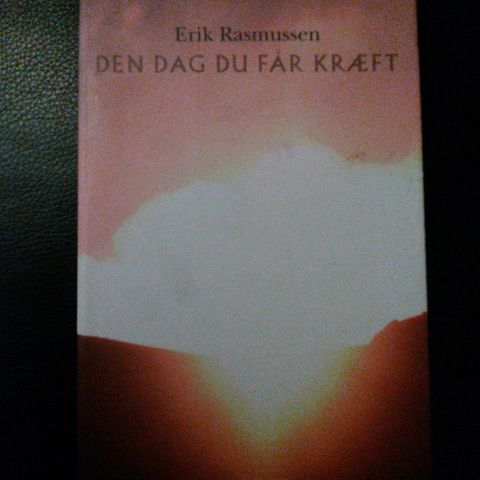 Erik Rasmussen
DEN DAG DU FÅR KRÆFT